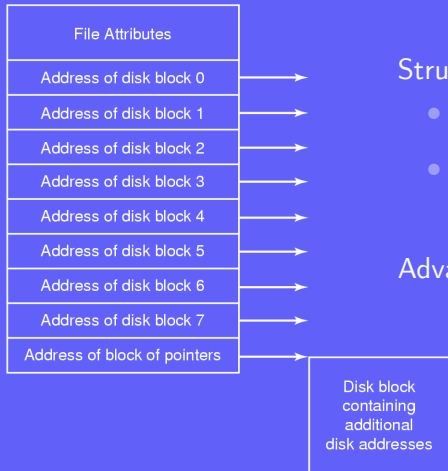 File Attributes
Address of disk block 0
Address of disk block 1
Address of disk block 2
Address of disk block 3
Address of disk block 4
Address of disk block 5
Address of disk block 6
Address of disk block 7
Address of block of pointers
Disk block
containing
additional
disk addresses
Stru
Adva